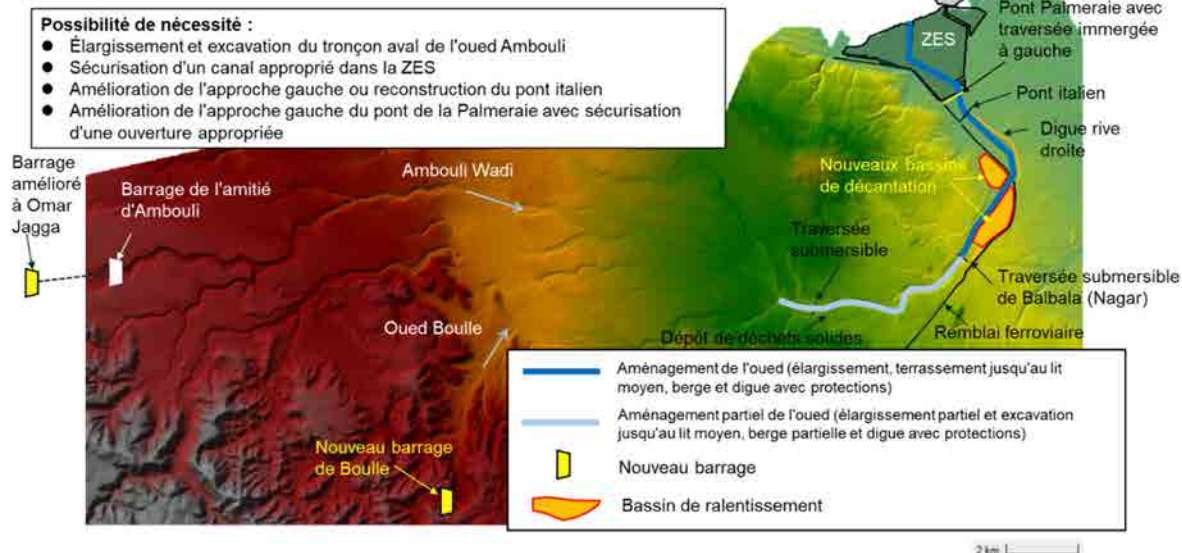 Possibilité de nécessité :
● Élargissement et excavation du tronçon aval de l'oued Ambouli
● Sécurisation d'un canal approprié dans la ZES
● Amélioration de l'approche gauche ou reconstruction du pont italien
● Amélioration de l'approche gauche du pont de la Palmeraie avec sécurisation
d'une ouverture appropriée
Pont Palmeraie avec
traversée immergée
à gauche
ZES
Pont italien
Digue rive
droite
Nouveaux bassins
de décantation
Barrage
amélioré
à Omar
Jagga
Barrage de l'amitié
d'Ambouli
Ambouli Wadi
Traversée
submersible
Traversée submersible
de Balbala (Nagar)
Oued Boulle
Dépôt de déchets solides
Remblai ferroviaire
Nouveau barrage
de Boulle
Aménagement de l'oued (élargissement, terrassement jusqu'au lit
moyen, berge et digue avec protections)
Aménagement partiel de l'oued (élargissement partiel et excavation
jusqu'au lit moyen, berge partielle et digue avec protections)
Nouveau barrage
Bassin de ralentissement
2 km